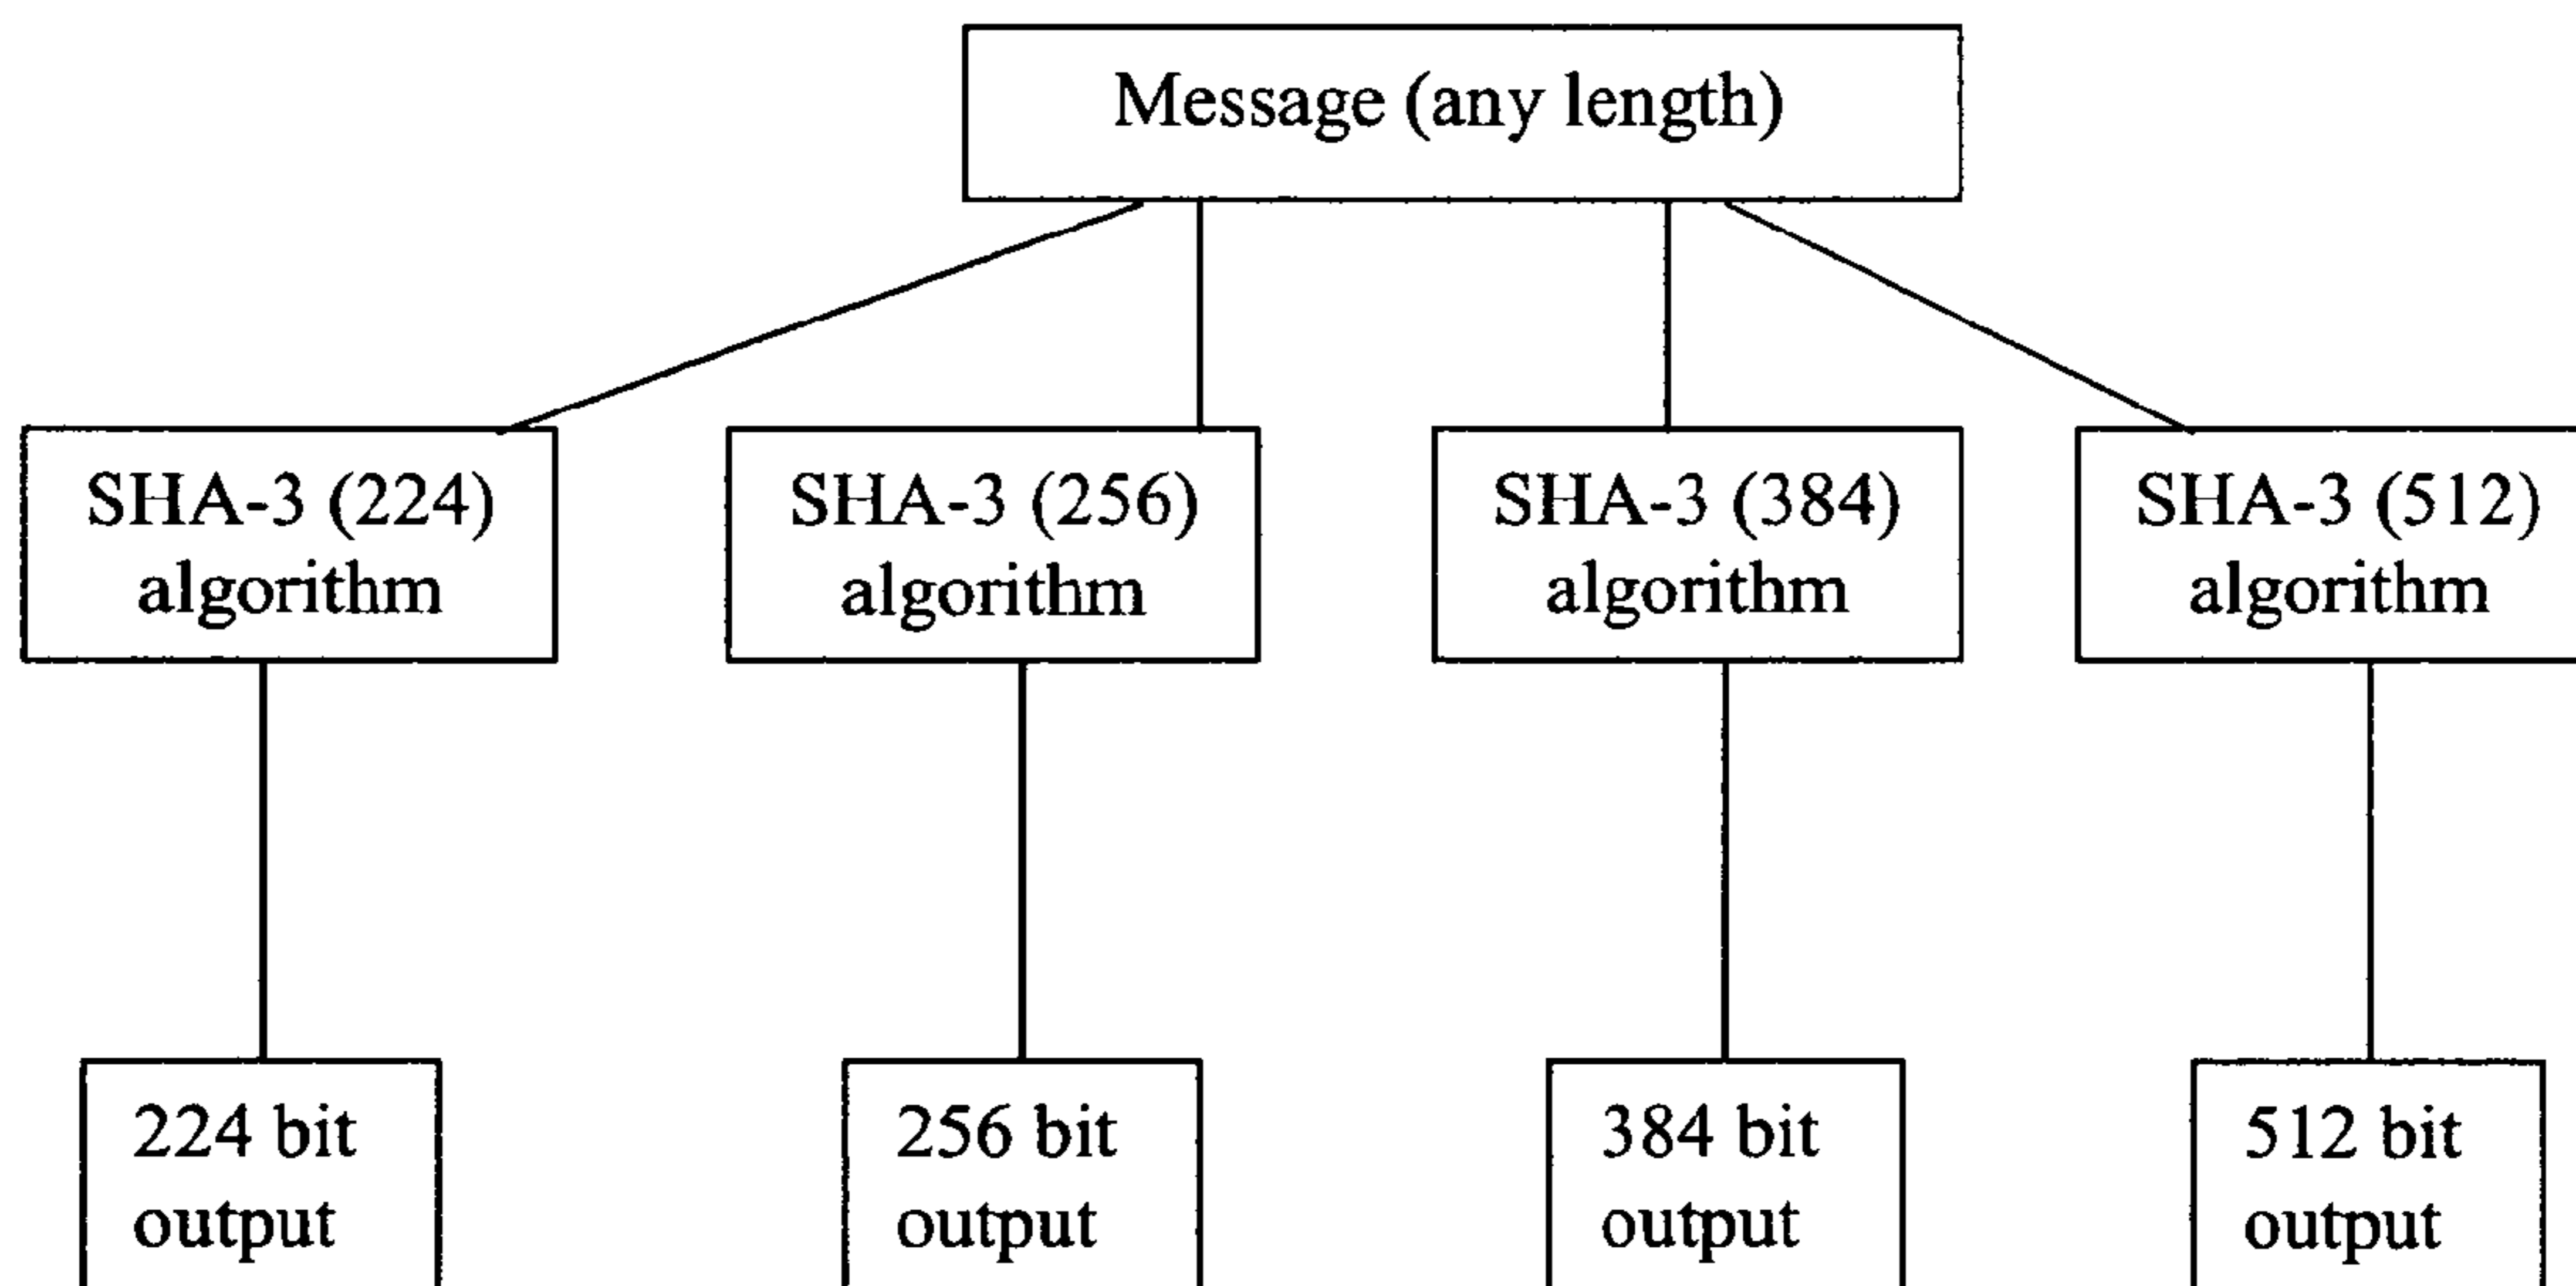 Message (any length)
SHA-3 (224)
algorithm
SHA-3 (256)
algorithm
SHA-3 (384)
algorithm
SHA-3 (512)
algorithm
224 bit
output
256 bit
output
384 bit
output
512 bit
output